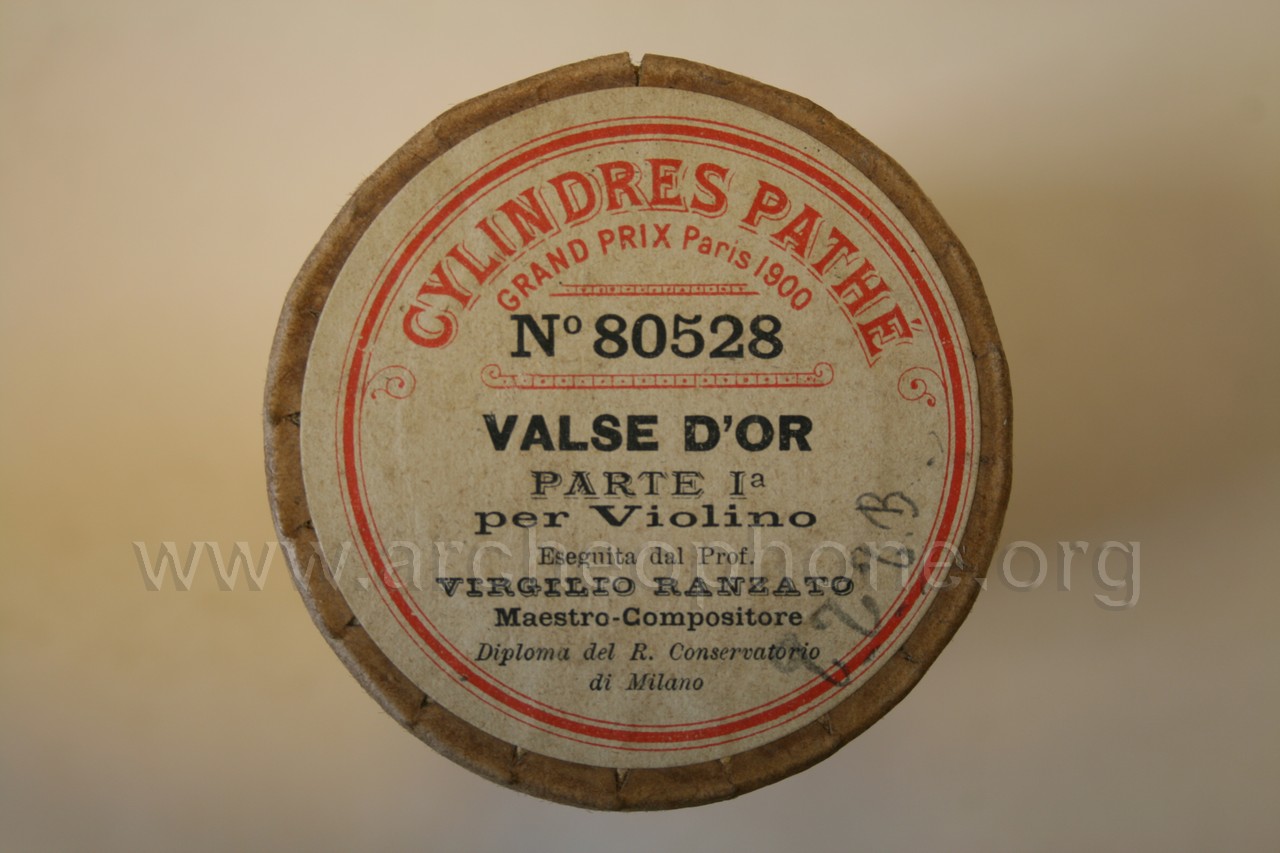 CYLINDRES PATHÉ
GRAND PRIX Paris 1900
Nº 80528
VALSE D'OR
PARTE Iª
per Violino
Eseguita dal Prof.
VIRGILIO RANZATO
Maestro-Compositore
Diploma del R. Conservatorio
di Milano
www.archeophone.org